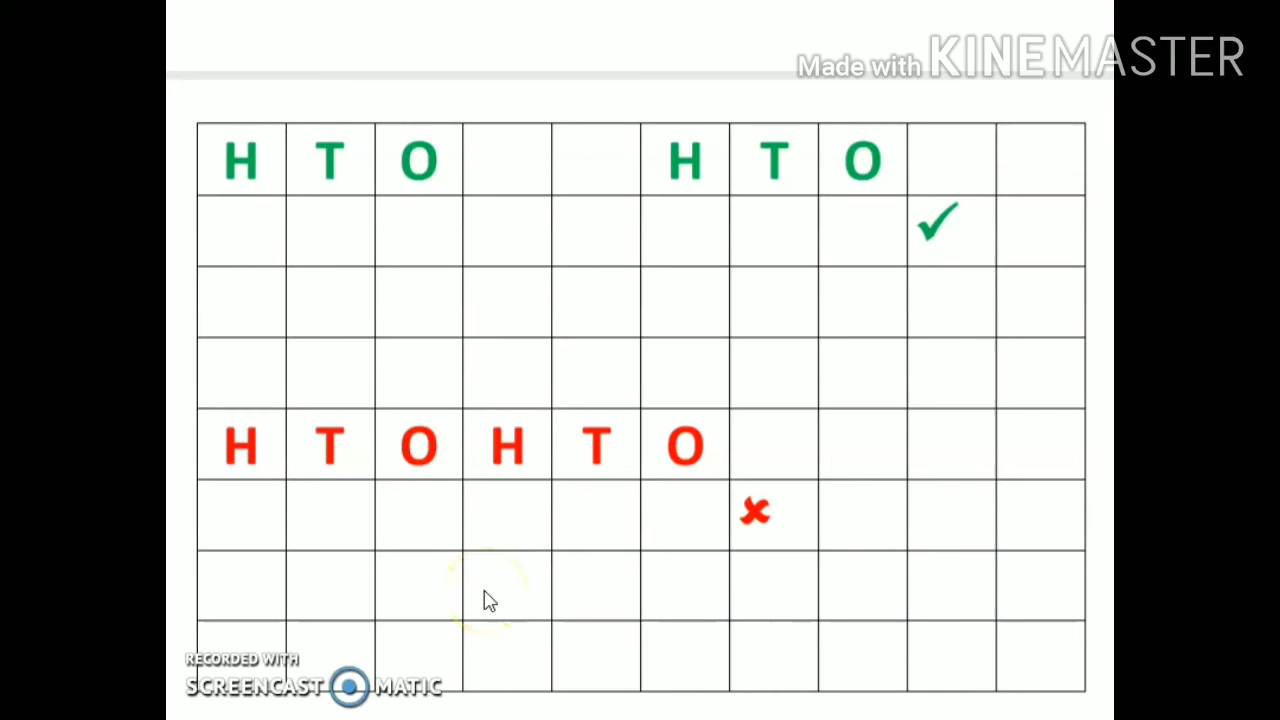 Made with KINEMASTER
H T O H T O
✓
H T O H T O
✘
RECORDED WITH
SCREENCAST MATIC